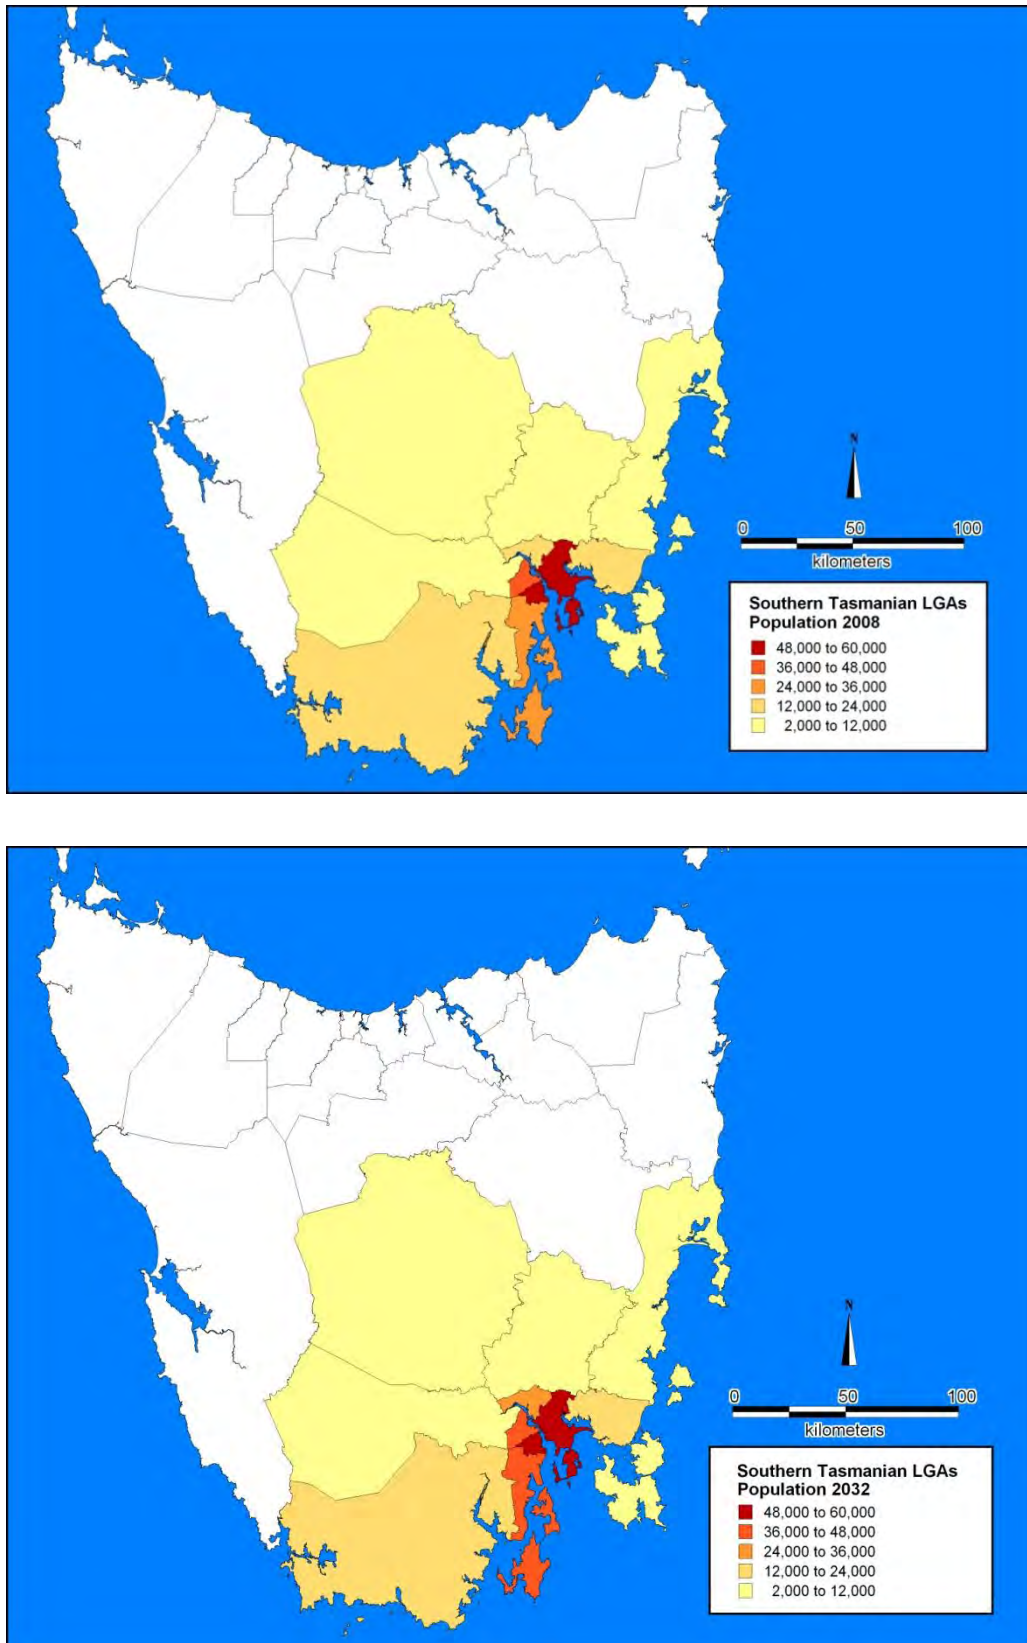 N
0 50 100
kilometers
Southern Tasmanian LGAs
Population 2008
48,000 to 60,000
36,000 to 48,000
24,000 to 36,000
12,000 to 24,000
2,000 to 12,000
N
0 50 100
kilometers
Southern Tasmanian LGAs
Population 2032
48,000 to 60,000
36,000 to 48,000
24,000 to 36,000
12,000 to 24,000
2,000 to 12,000